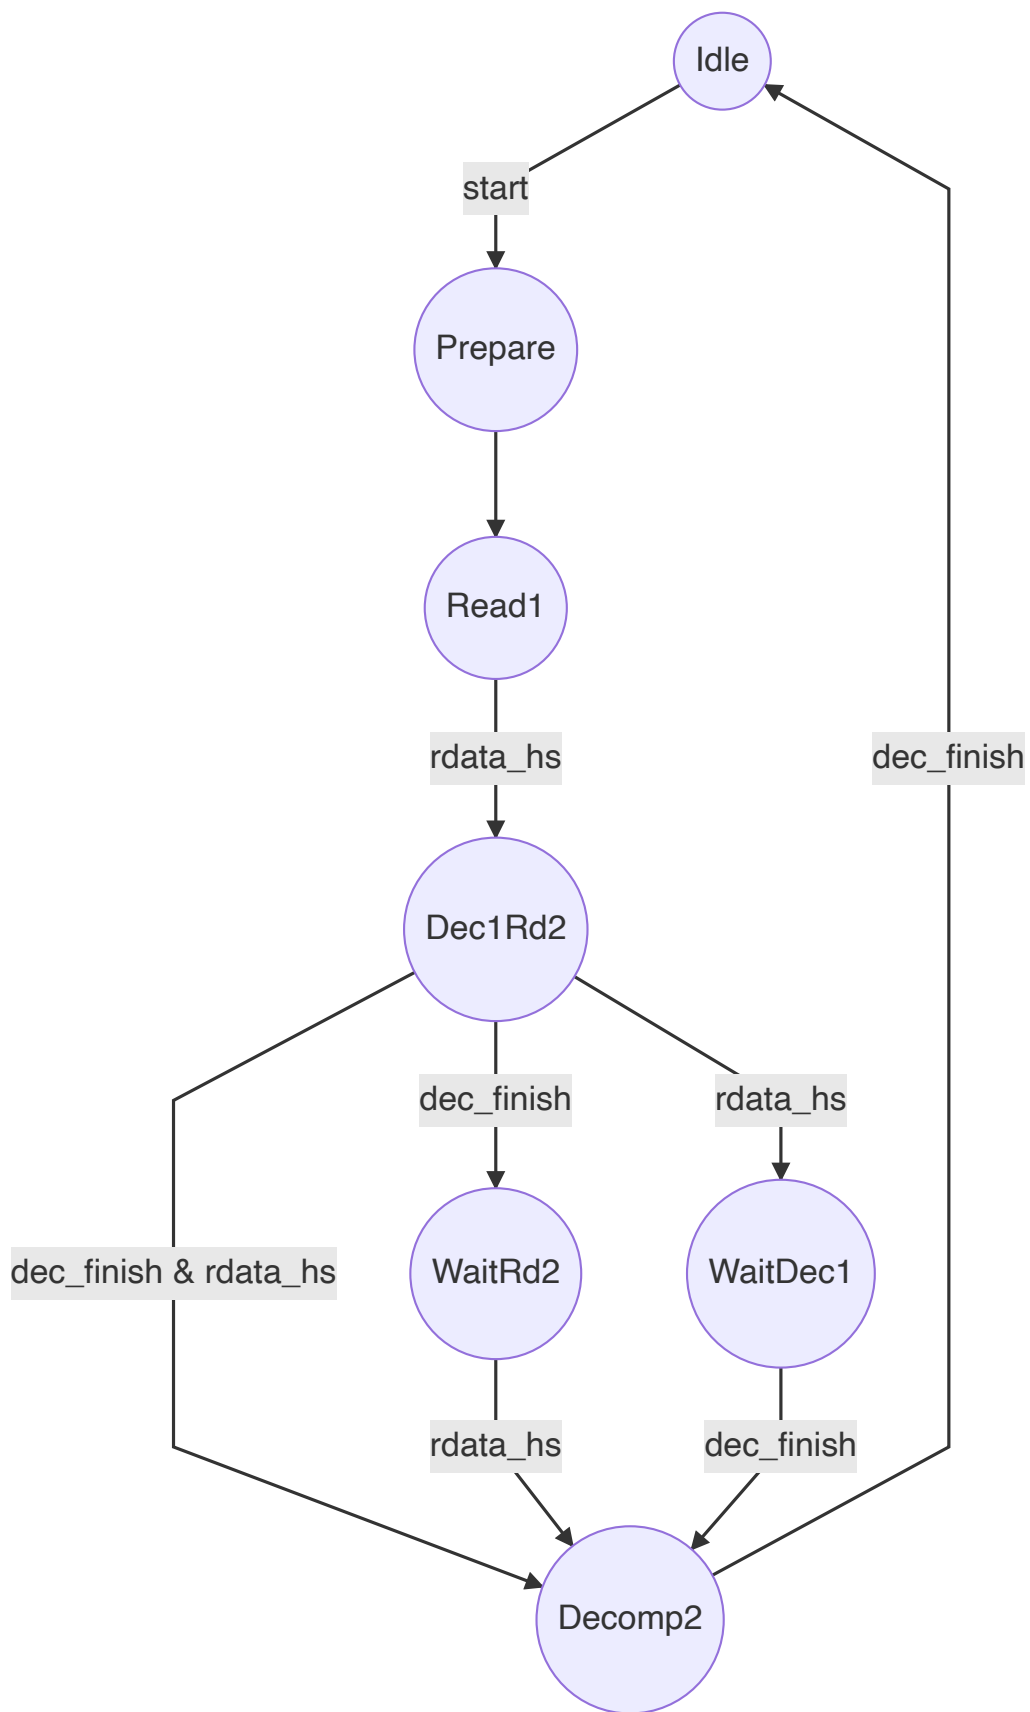 Idle
start
Prepare
Read1
rdata_hs
dec_finish
Dec1Rd2
dec_finish
rdata_hs
dec_finish & rdata_hs
WaitRd2
WaitDec1
rdata_hs
dec_finish
Decomp2